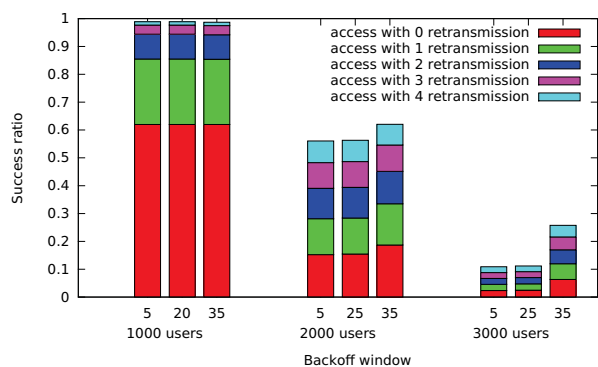 1
0.9
0.8
0.7
0.6
0.5
0.4
0.3
0.2
0.1
0
Success ratio
access with 0 retransmission
access with 1 retransmission
access with 2 retransmission
access with 3 retransmission
access with 4 retransmission
5 20 35 5 25 35 5 25 35
1000 users 2000 users 3000 users
Backoff window